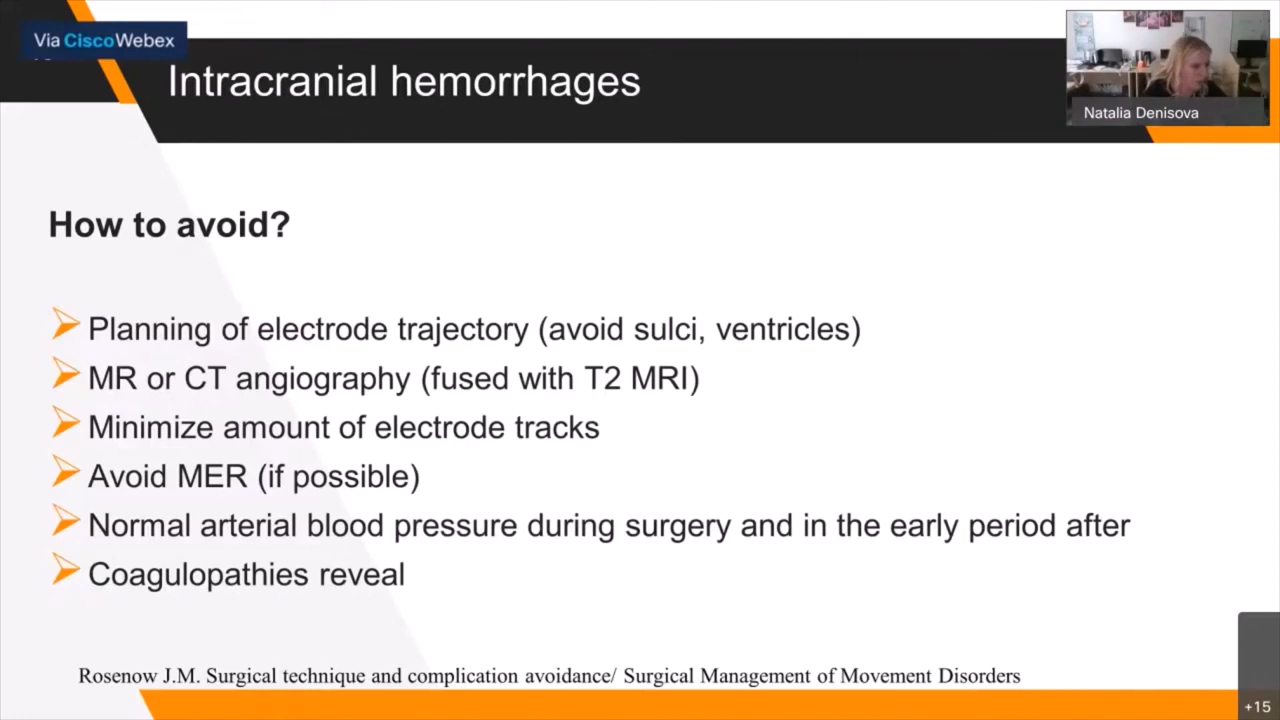 Via Cisco Webex
Intracranial hemorrhages
Natalia Denisova
How to avoid?
Planning of electrode trajectory (avoid sulci, ventricles)
MR or CT angiography (fused with T2 MRI)
Minimize amount of electrode tracks
Avoid MER (if possible)
Normal arterial blood pressure during surgery and in the early period after
Coagulopathies reveal
Rosenow J.M. Surgical technique and complication avoidance/ Surgical Management of Movement Disorders
+15